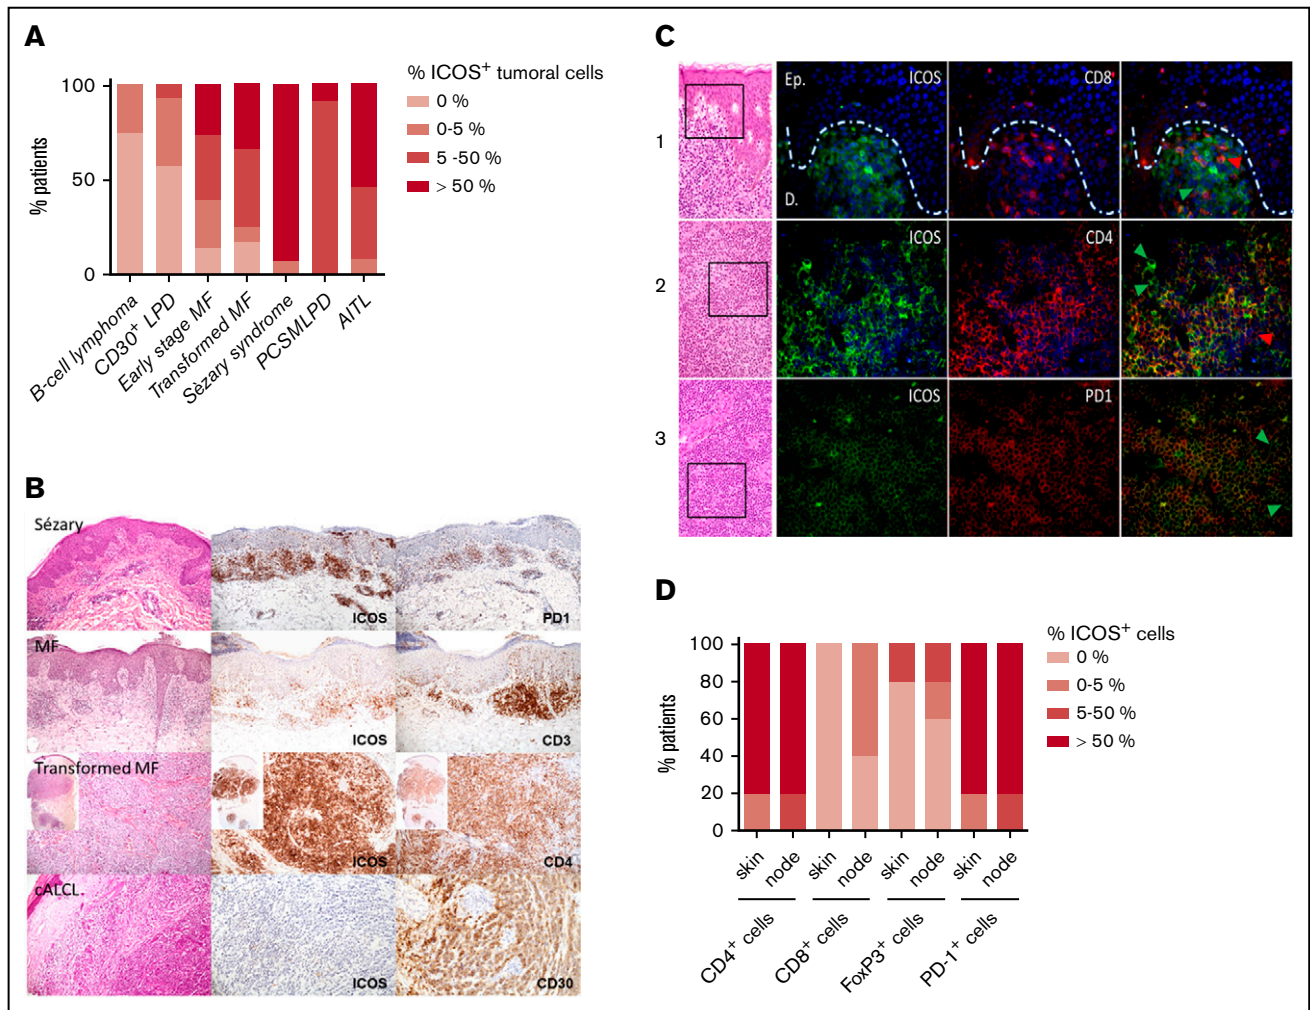 A
% ICOS+ tumoral cells
0 %
0-5 %
5 -50 %
> 50 %
% patients
100
50
0
B-cell lymphoma
CD30+ LPD
Early stage MF
Transformed MF
Sèzary syndrome
PCSMLPD
AITL
B
Sézary
ICOS
PD1
MF
ICOS
CD3
Transformed MF
ICOS
CD4
cALCL
ICOS
CD30
C
1
Ep.
D.
ICOS
CD8
2
ICOS
CD4
3
ICOS
PD1
D
% ICOS+ cells
0 %
0-5 %
5-50 %
> 50 %
% patients
100
80
60
40
20
0
skin
node
skin
node
skin
node
skin
node
CD4+ cells
CD8+ cells
FoxP3+ cells
PD-1+ cells